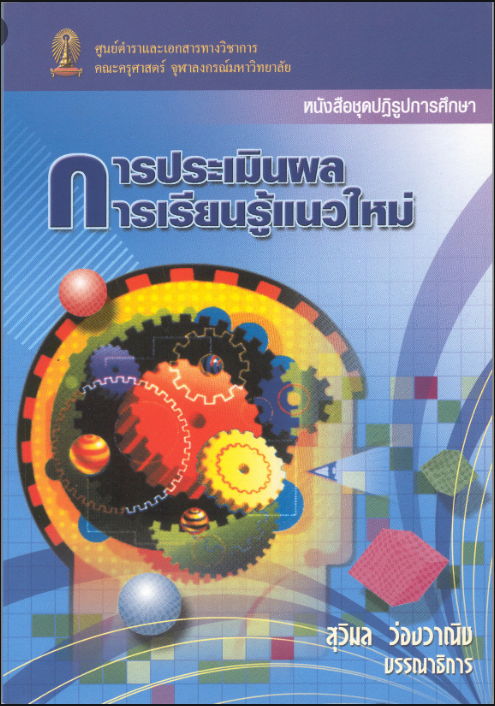 ศูนย์ตำราและเอกสารทางวิชาการ
คณะครุศาสตร์ จุฬาลงกรณ์มหาวิทยาลัย
หนังสือชุดปฏิรูปการศึกษา
การประเมินผล
การเรียนรู้แนวใหม่
สุวิมล ว่องวาณิช
บรรณาธิการ